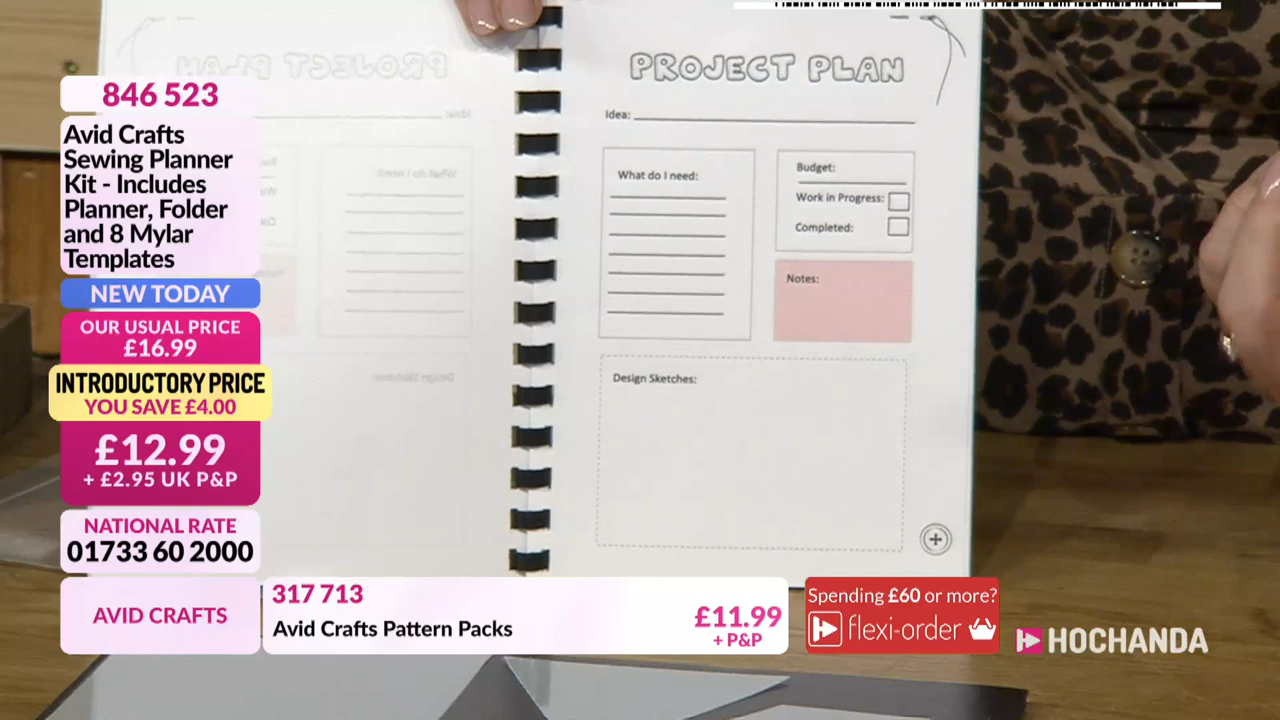 846 523
Avid Crafts
Sewing Planner
Kit - Includes
Planner, Folder
and 8 Mylar
Templates
NEW TODAY
OUR USUAL PRICE
£16.99
INTRODUCTORY PRICE
YOU SAVE £4.00
£12.99
+ £2.95 UK P&P
NATIONAL RATE
01733 60 2000
AVID CRAFTS
317 713
Avid Crafts Pattern Packs
£11.99
+ P&P
Spending £60 or more?
flexi-order
HOCHANDA
PROJECT PLAN
Idea:
What do I need:
Budget:
Work in Progress:
Completed:
Notes:
Design Sketches: